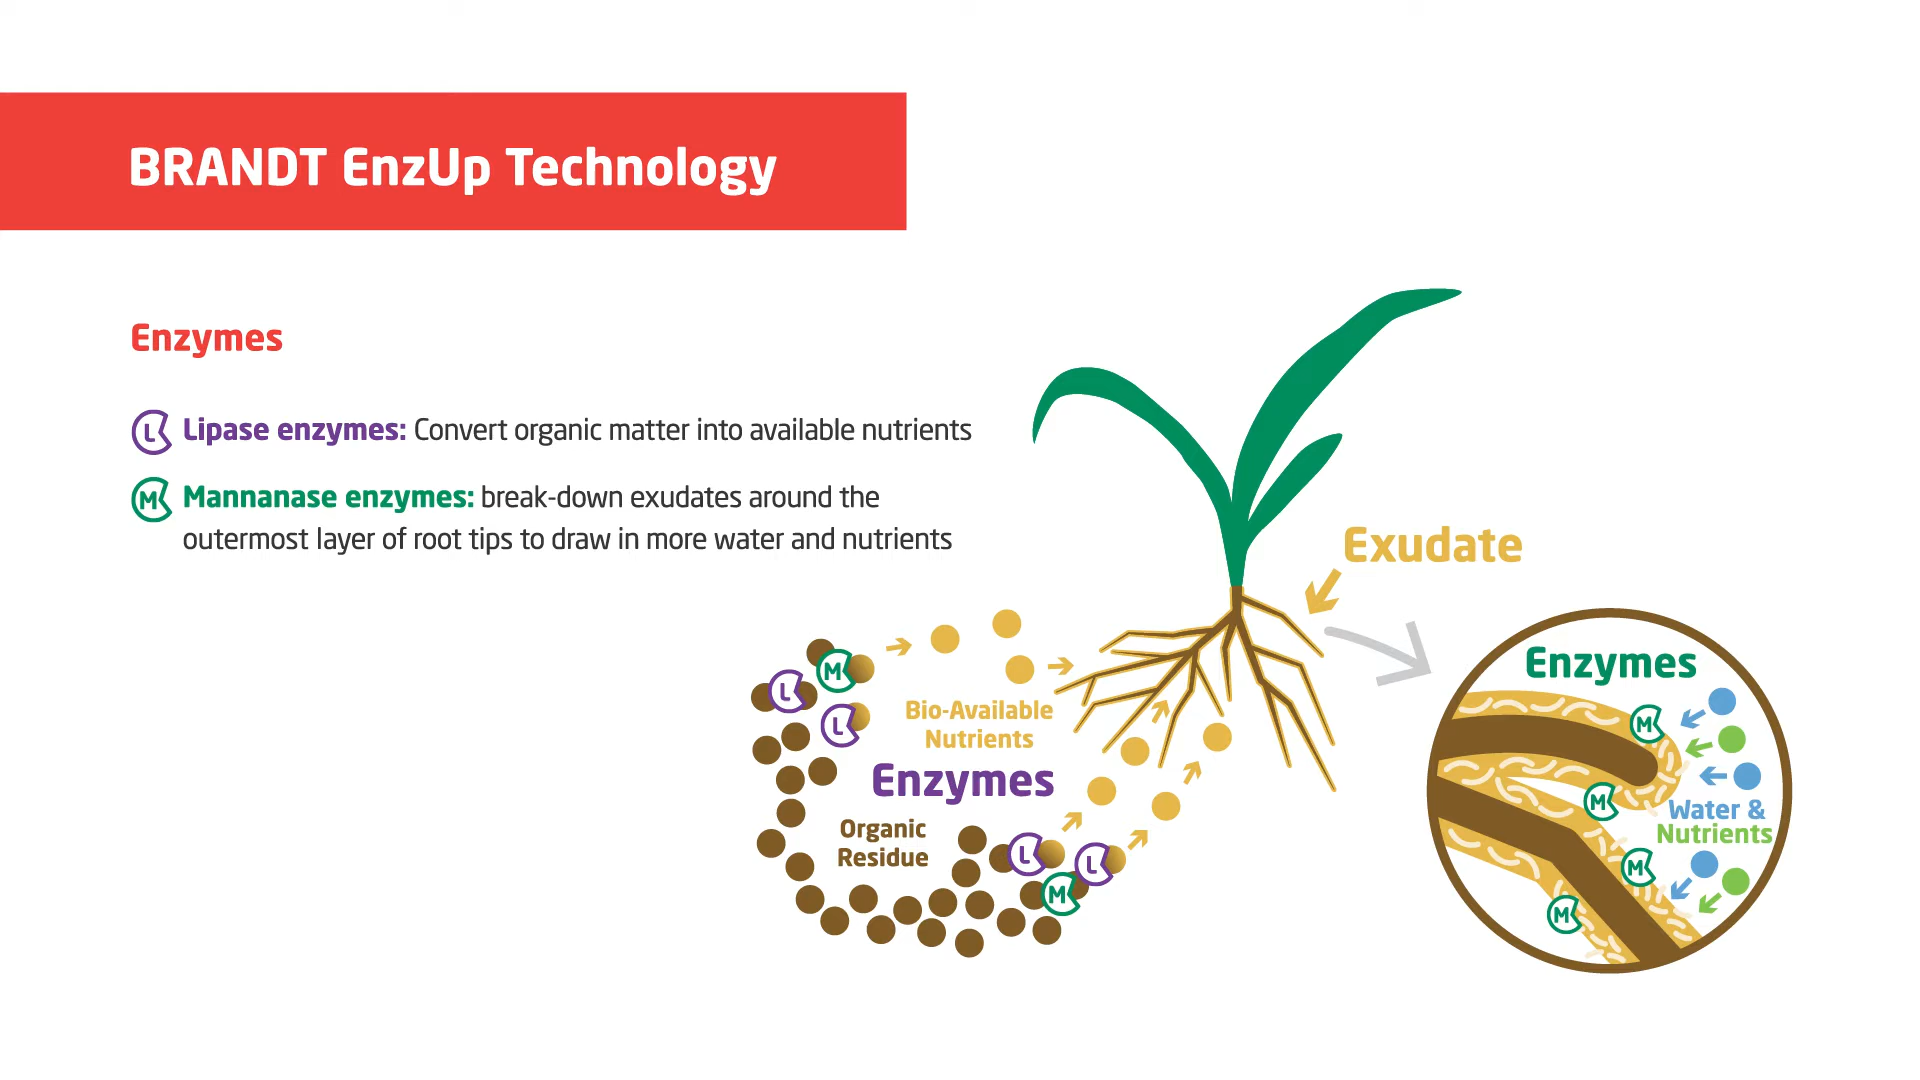 BRANDT EnzUp Technology
Enzymes
L Lipase enzymes: Convert organic matter into available nutrients
M Mannanase enzymes: break-down exudates around the
outermost layer of root tips to draw in more water and nutrients
Exudate
M
L
L
Bio-Available
Nutrients
Enzymes
Organic
Residue
L
L
M
Enzymes
M
M
Water &
Nutrients
M
M